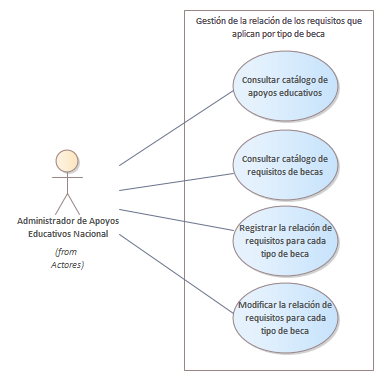 Gestión de la relación de los requisitos que
aplican por tipo de beca
Consultar catálogo de
apoyos educativos
Consultar catálogo de
requisitos de becas
Administrador de Apoyos
Educativos Nacional
(from
Actores)
Registrar la relación de
requisitos para cada
tipo de beca
Modificar la relación de
requisitos para cada
tipo de beca